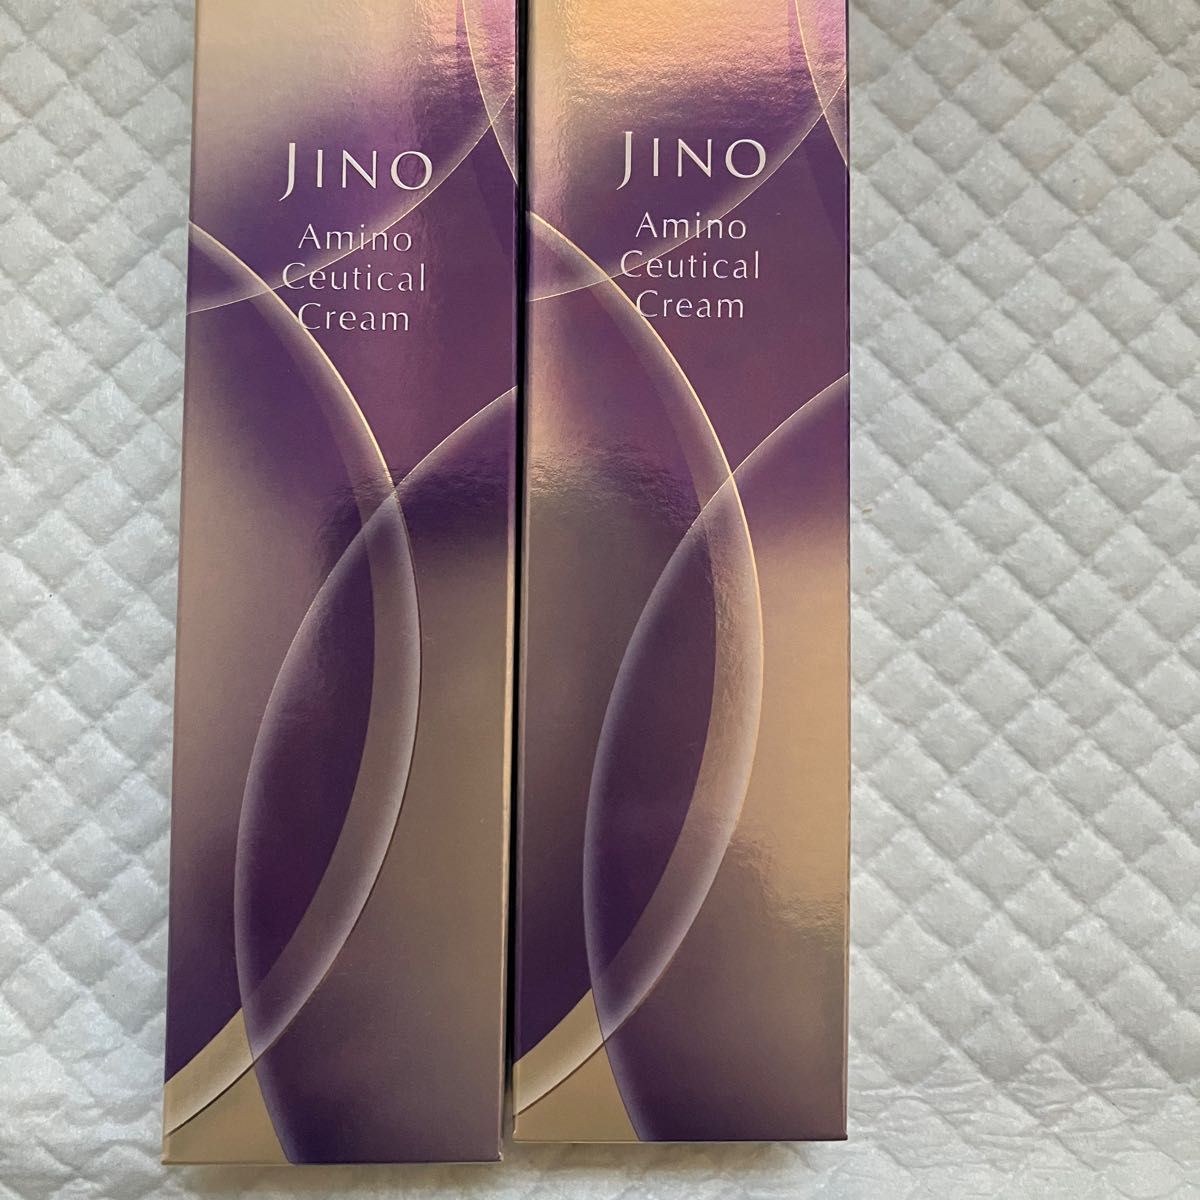 JINO
Amino
Ceutical
Cream
JINO
Amino
Ceutical
Cream